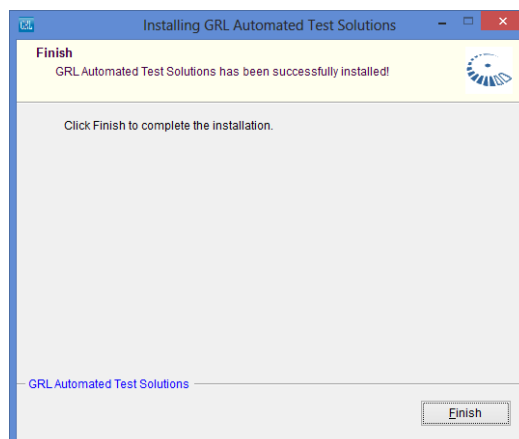 GRL
Installing GRL Automated Test Solutions
Finish
GRL Automated Test Solutions has been successfully installed!
Click Finish to complete the installation.
GRL Automated Test Solutions
Finish